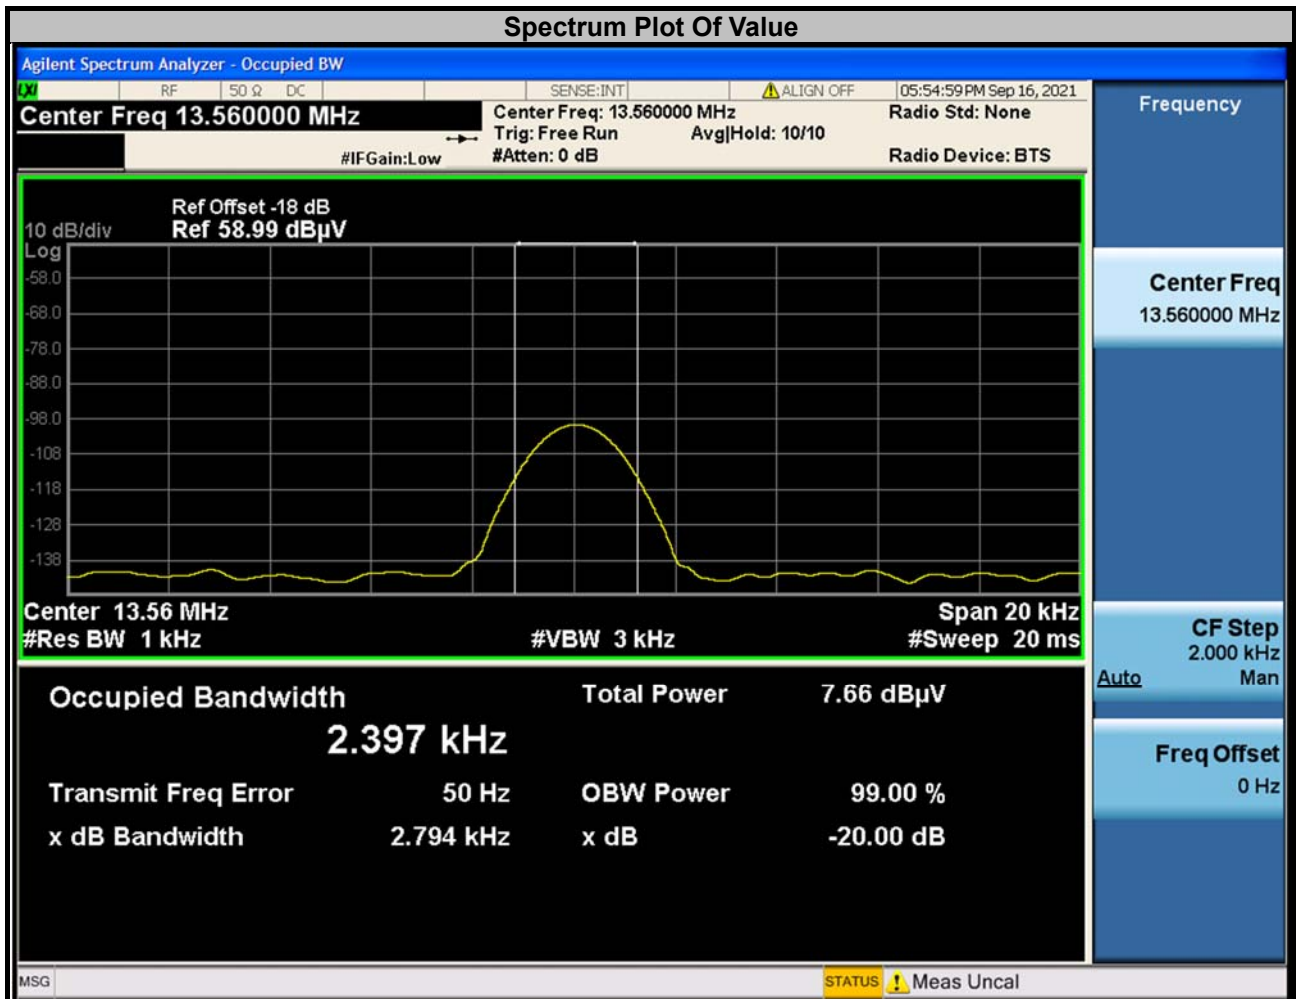 Spectrum Plot Of Value
Agilent Spectrum Analyzer - Occupied BW
LXI RF 50 Ω DC SENSE:INT ALIGN OFF 05:54:59 PM Sep 16, 2021
Center Freq 13.560000 MHz
Center Freq: 13.560000 MHz Radio Std: None
Trig: Free Run Avg|Hold: 10/10
#IFGain:Low #Atten: 0 dB Radio Device: BTS
Ref Offset -18 dB
10 dB/div Ref 58.99 dBµV
Log
-58.0
-68.0
-78.0
-88.0
-98.0
-108
-118
-128
-138
Center 13.56 MHz Span 20 kHz
#Res BW 1 kHz #VBW 3 kHz #Sweep 20 ms
Occupied Bandwidth Total Power 7.66 dBµV
2.397 kHz
Transmit Freq Error 50 Hz OBW Power 99.00 %
x dB Bandwidth 2.794 kHz x dB -20.00 dB
Frequency
Center Freq
13.560000 MHz
CF Step
2.000 kHz
Auto Man
Freq Offset
0 Hz
MSG STATUS Meas Uncal